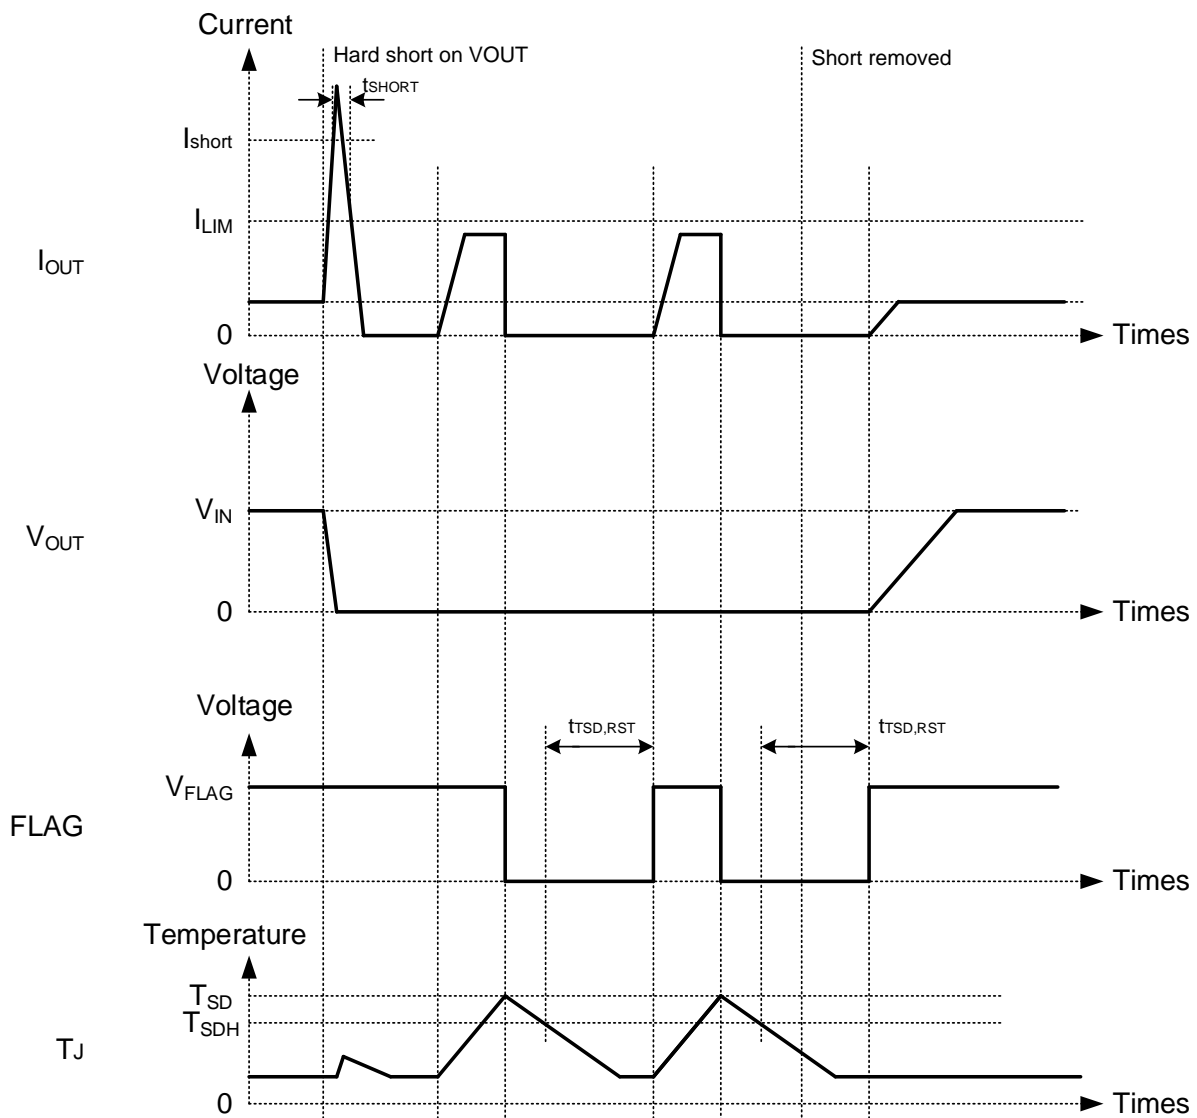 Current
Hard short on VOUT
Short removed
tSHORT
Ishort
ILIM
IOUT
0
Times
Voltage
VIN
VOUT
0
Times
Voltage
tTSD,RST
tTSD,RST
VFLAG
FLAG
0
Times
Temperature
TSD
TSDH
TJ
0
Times